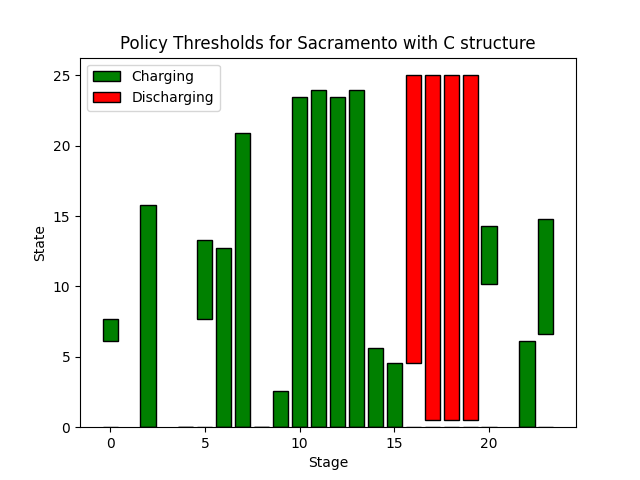 Policy Thresholds for Sacramento with C structure
Charging
Discharging
25
20
15
10
5
0
State
0 5 10 15 20
Stage